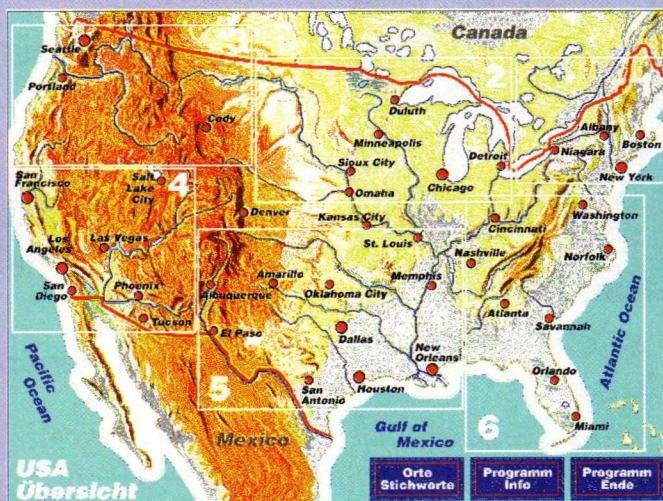 Canada
Seattle
Portland
3
2
1
Duluth
Cody
Minneapolis
Albany
Boston
Niagara
Detroit
New York
Sioux City
Chicago
Omaha
San
Francisco
4
Salt
Lake
City
Denver
Kansas City
Cincinnati
Washington
St. Louis
Los
Angeles
Las Vegas
Nashville
Norfolk
San
Diego
Phoenix
Albuquerque
Amarillo
Oklahoma City
Memphis
Atlanta
Savannah
Tucson
El Paso
Dallas
New
Orleans
Atlantic Ocean
Pacific
Ocean
5
San
Antonio
Houston
Orlando
Miami
6
Mexico
Gulf of
Mexico
USA
Übersicht
Orte
Stichworte
Programm
Info
Programm
Ende